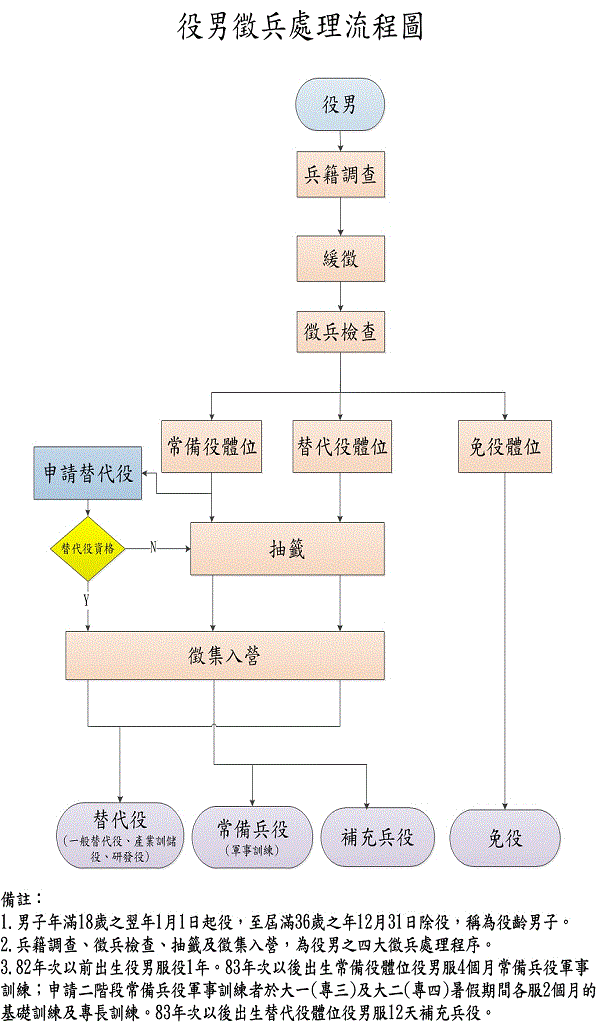 役男徵兵處理流程圖
役男
兵籍調查
緩徵
徵兵檢查
常備役體位
替代役體位
免役體位
申請替代役
替代役資格
N
抽籤
Y
徵集入營
替代役
(一般替代役、產業訓儲
役、研發役)
常備兵役
(軍事訓練)
補充兵役
免役
備註：
1.男子年滿18歲之翌年1月1日起役，至屆滿36歲之年12月31日除役，稱為役齡男子。
2.兵籍調查、徵兵檢查、抽籤及徵集入營，為役男之四大徵兵處理程序。
3.82年次以前出生役男服役1年。83年次以後出生常備役體位役男服4個月常備兵役軍事
訓練；申請二階段常備兵役軍事訓練者於大一(專三)及大二(專四)暑假期間各服2個月的
基礎訓練及專長訓練。83年次以後出生替代役體位役男服12天補充兵役。